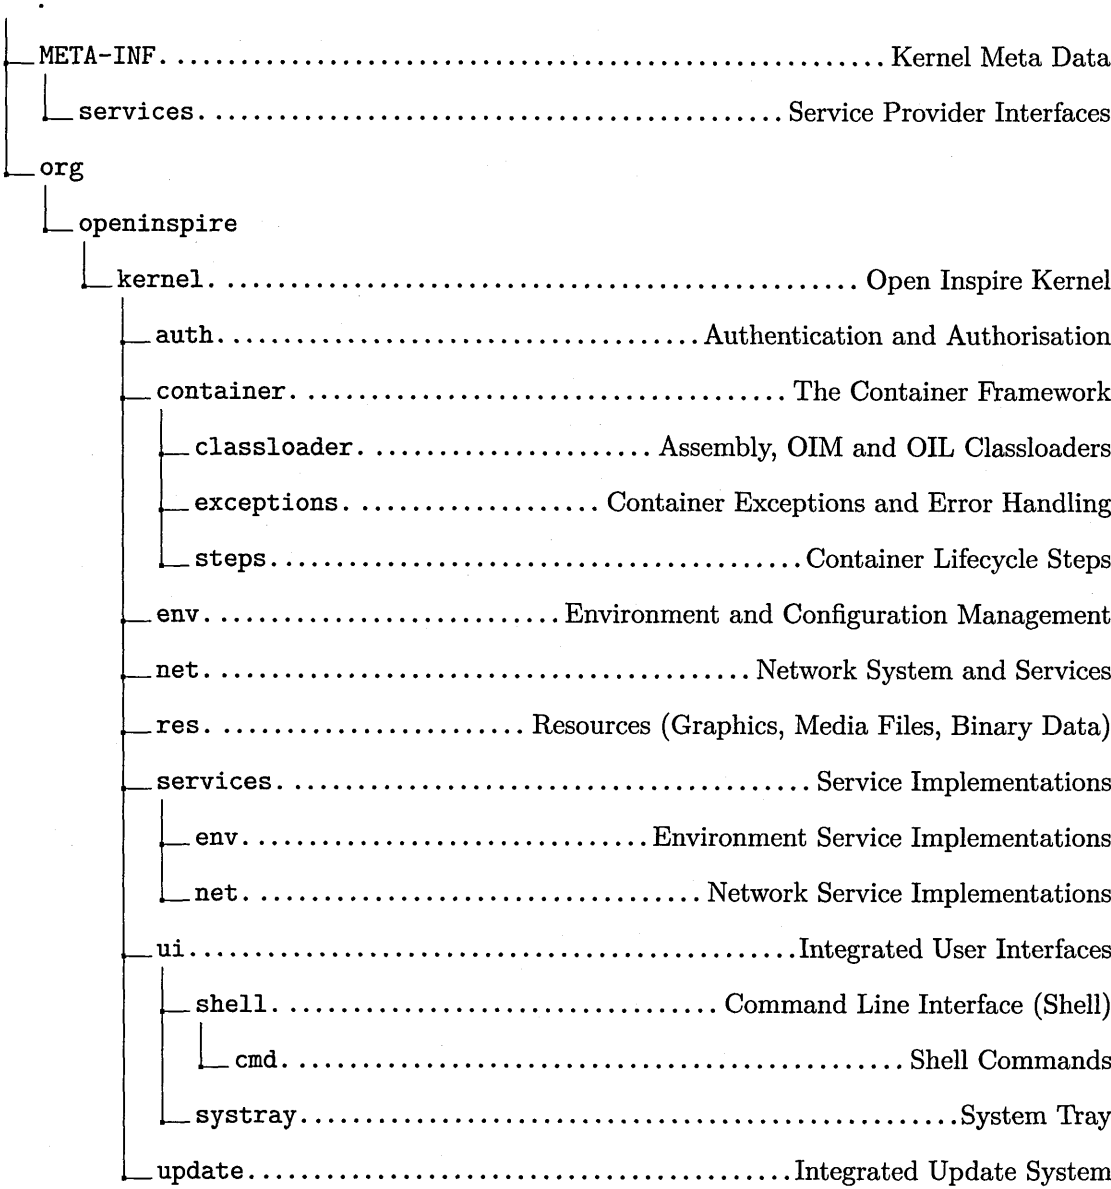 .
META-INF. . . . . . . . . . . . . . . . . . . . . . . . . . . . . . . . . . . . . . . . . . . . . . . . . . . . . . . Kernel Meta Data
services. . . . . . . . . . . . . . . . . . . . . . . . . . . . . . . . . . . . . . . . . . . . . Service Provider Interfaces
org
openinspire
kernel. . . . . . . . . . . . . . . . . . . . . . . . . . . . . . . . . . . . . . . . . . . . . . . . . . Open Inspire Kernel
auth. . . . . . . . . . . . . . . . . . . . . . . . . . . . . . . . . . . . . Authentication and Authorisation
container. . . . . . . . . . . . . . . . . . . . . . . . . . . . . . . . . . . . . . The Container Framework
classloader. . . . . . . . . . . . . . . . . . . . . . . Assembly, OIM and OIL Classloaders
exceptions. . . . . . . . . . . . . . . . . . . . Container Exceptions and Error Handling
steps. . . . . . . . . . . . . . . . . . . . . . . . . . . . . . . . . . . . . . . . . Container Lifecycle Steps
env. . . . . . . . . . . . . . . . . . . . . . . . . . . Environment and Configuration Management
net. . . . . . . . . . . . . . . . . . . . . . . . . . . . . . . . . . . . . . . . . . Network System and Services
res. . . . . . . . . . . . . . . . . . . . . . . . . Resources (Graphics, Media Files, Binary Data)
services. . . . . . . . . . . . . . . . . . . . . . . . . . . . . . . . . . . . . . . . . Service Implementations
env. . . . . . . . . . . . . . . . . . . . . . . . . . . . . . . Environment Service Implementations
net. . . . . . . . . . . . . . . . . . . . . . . . . . . . . . . . . . . Network Service Implementations
ui. . . . . . . . . . . . . . . . . . . . . . . . . . . . . . . . . . . . . . . . . . . . . . . Integrated User Interfaces
shell. . . . . . . . . . . . . . . . . . . . . . . . . . . . . . . . . . Command Line Interface (Shell)
cmd. . . . . . . . . . . . . . . . . . . . . . . . . . . . . . . . . . . . . . . . . . . . . . . . Shell Commands
systray. . . . . . . . . . . . . . . . . . . . . . . . . . . . . . . . . . . . . . . . . . . . . . . . . . System Tray
update. . . . . . . . . . . . . . . . . . . . . . . . . . . . . . . . . . . . . . . . . . Integrated Update System